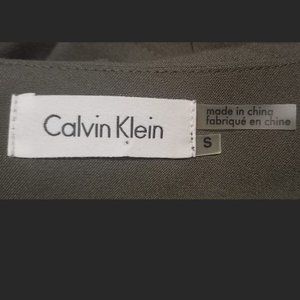 Calvin Klein
made in china
fabriqué en chine
S